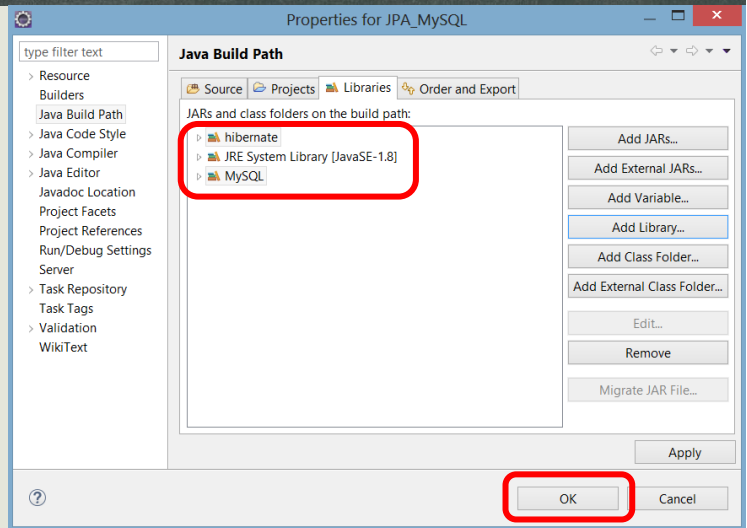 Properties for JPA_MySQL
type filter text
Resource
Builders
Java Build Path
Java Code Style
Java Compiler
Java Editor
Javadoc Location
Project Facets
Project References
Run/Debug Settings
Server
Task Repository
Task Tags
Validation
WikiText
Java Build Path
Source Projects Libraries Order and Export
JARs and class folders on the build path:
hibernate
JRE System Library [JavaSE-1.8]
MySQL
Add JARs...
Add External JARs...
Add Variable...
Add Library...
Add Class Folder...
Add External Class Folder...
Edit...
Remove
Migrate JAR File...
Apply
OK Cancel